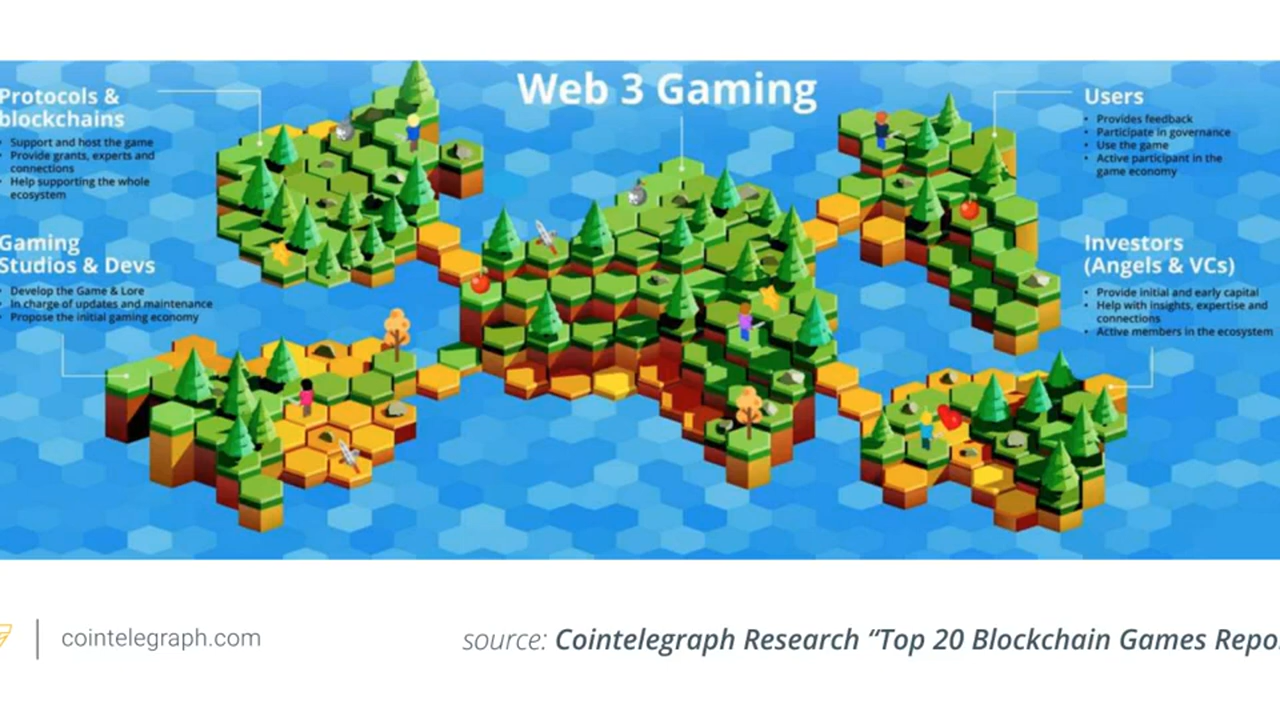 Web 3 Gaming
Protocols &
blockchains
• Support and host the game
• Provide grants, experts and
connections
• Help supporting the whole
ecosystem
Gaming
Studios & Devs
• Develop the Game & Lore
• In charge of updates and maintenance
• Propose the initial gaming economy
Users
• Provides feedback
• Participate in governance
• Use the game
• Active participant in the
game economy
Investors
(Angels & VCs)
• Provide initial and early capital
• Help with insights, expertise and
connections
• Active members in the ecosystem
cointelegraph.com
source: Cointelegraph Research “Top 20 Blockchain Games Repo